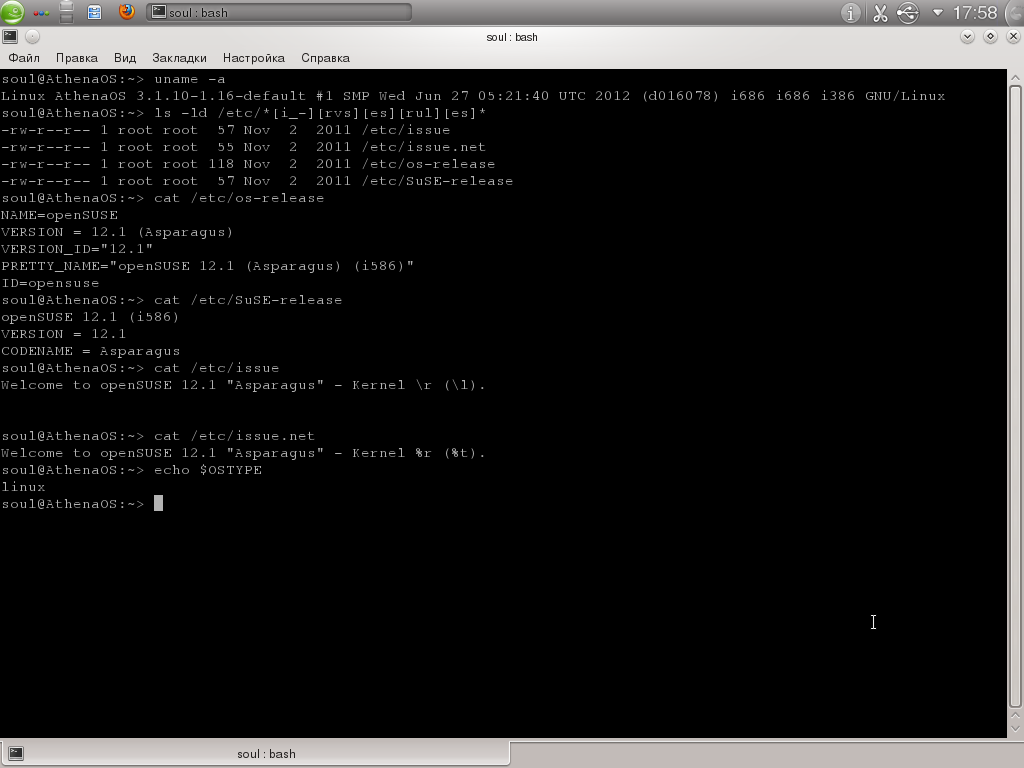 soul : bash
17:58
soul : bash
Файл Правка Вид Закладки Настройка Справка
soul@AthenaOS:~> uname -a
Linux AthenaOS 3.1.10-1.16-default #1 SMP Wed Jun 27 05:21:40 UTC 2012 (d016078) i686 i686 i386 GNU/Linux
soul@AthenaOS:~> ls -ld /etc/*[i_-][rvs][es][rul][es]*
-rw-r--r-- 1 root root  57 Nov  2  2011 /etc/issue
-rw-r--r-- 1 root root  55 Nov  2  2011 /etc/issue.net
-rw-r--r-- 1 root root 118 Nov  2  2011 /etc/os-release
-rw-r--r-- 1 root root  57 Nov  2  2011 /etc/SuSE-release
soul@AthenaOS:~> cat /etc/os-release
NAME=openSUSE
VERSION = 12.1 (Asparagus)
VERSION_ID="12.1"
PRETTY_NAME="openSUSE 12.1 (Asparagus) (i586)"
ID=opensuse
soul@AthenaOS:~> cat /etc/SuSE-release
openSUSE 12.1 (i586)
VERSION = 12.1
CODENAME = Asparagus
soul@AthenaOS:~> cat /etc/issue
Welcome to openSUSE 12.1 "Asparagus" - Kernel \r (\l).
soul@AthenaOS:~> cat /etc/issue.net
Welcome to openSUSE 12.1 "Asparagus" - Kernel %r (%t).
soul@AthenaOS:~> echo $OSTYPE
linux
soul@AthenaOS:~>
soul : bash